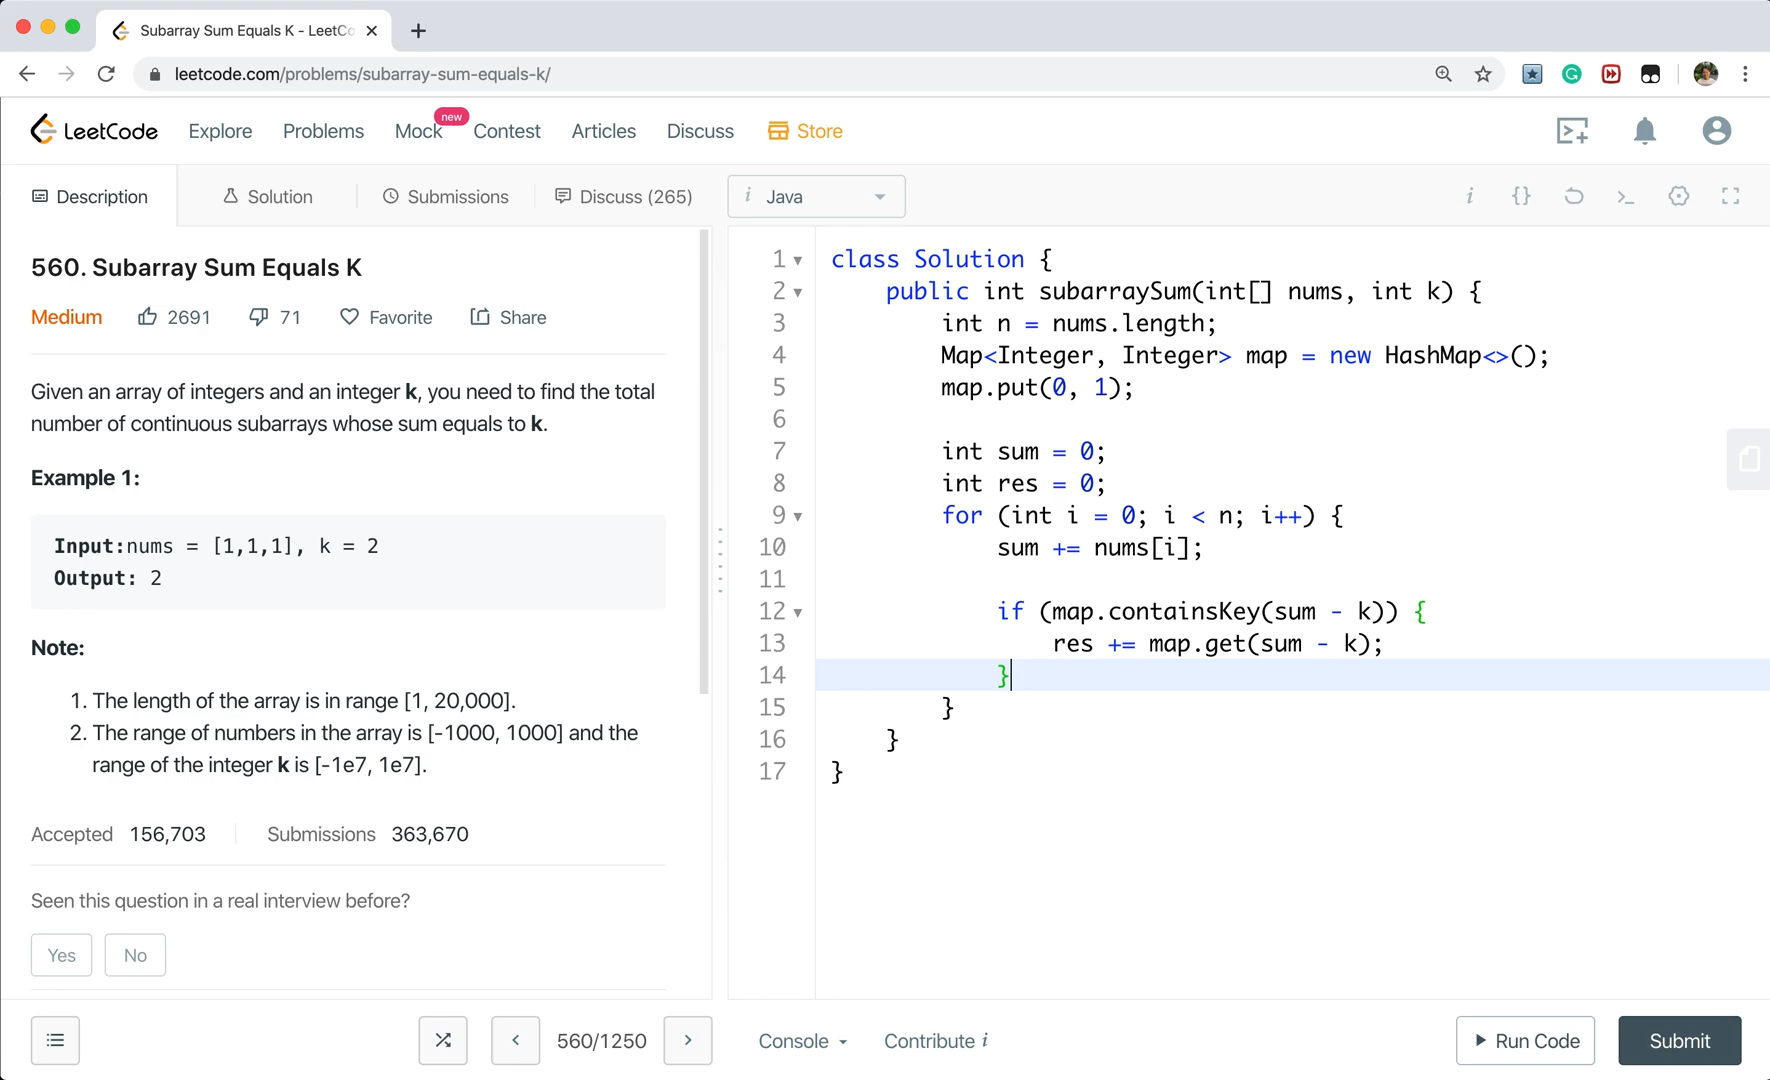 Subarray Sum Equals K - LeetCo
leetcode.com/problems/subarray-sum-equals-k/
LeetCode
Explore
Problems
Mock
new
Contest
Articles
Discuss
Store
Description
Solution
Submissions
Discuss (265)
i Java
i {} >_
560. Subarray Sum Equals K
Medium 2691 71 Favorite Share
Given an array of integers and an integer k, you need to find the total
number of continuous subarrays whose sum equals to k.
Example 1:
Input:nums = [1,1,1], k = 2
Output: 2
Note:
1. The length of the array is in range [1, 20,000].
2. The range of numbers in the array is [-1000, 1000] and the
range of the integer k is [-1e7, 1e7].
Accepted 156,703 Submissions 363,670
Seen this question in a real interview before?
Yes No
1 class Solution {
2 public int subarraySum(int[] nums, int k) {
3 int n = nums.length;
4 Map<Integer, Integer> map = new HashMap<>();
5 map.put(0, 1);
6
7 int sum = 0;
8 int res = 0;
9 for (int i = 0; i < n; i++) {
10 sum += nums[i];
11
12 if (map.containsKey(sum - k)) {
13 res += map.get(sum - k);
14 }
15 }
16 }
17 }
560/1250
Console
Contribute i
Run Code
Submit